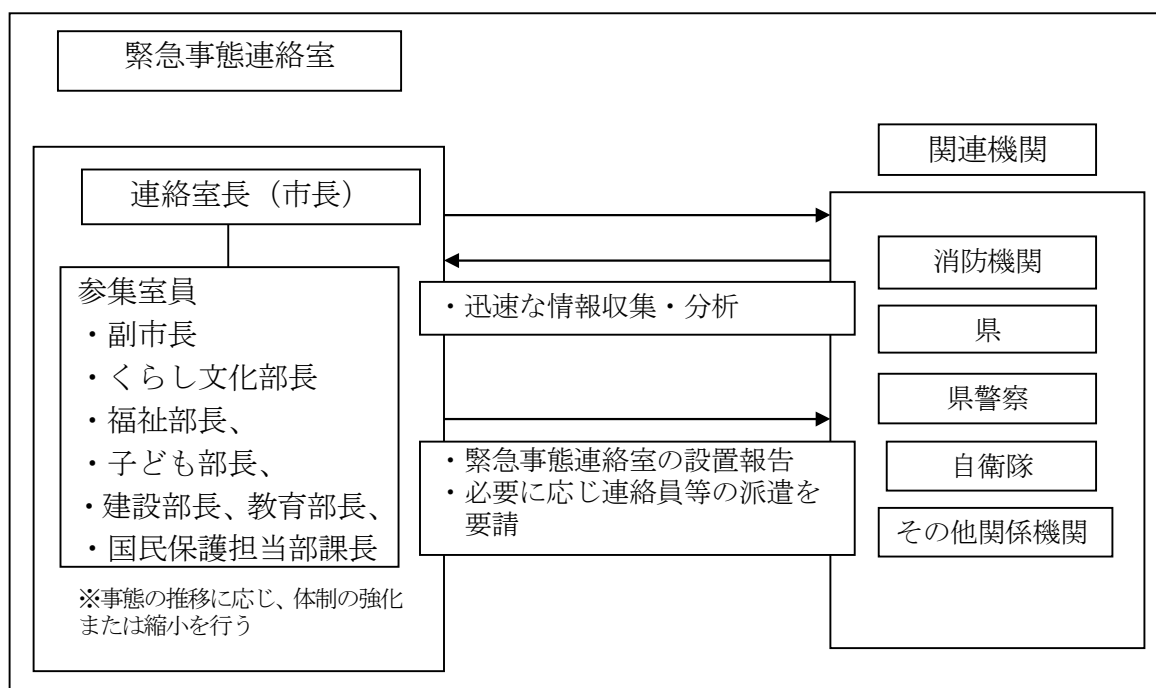 緊急事態連絡室
連絡室長（市長）
参集室員
・副市長
・くらし文化部長
・福祉部長、
・子ども部長、
・建設部長、教育部長、
・国民保護担当部課長
※事態の推移に応じ、体制の強化
または縮小を行う
・迅速な情報収集・分析
・緊急事態連絡室の設置報告
・必要に応じ連絡員等の派遣を
要請
関連機関
消防機関
県
県警察
自衛隊
その他関係機関